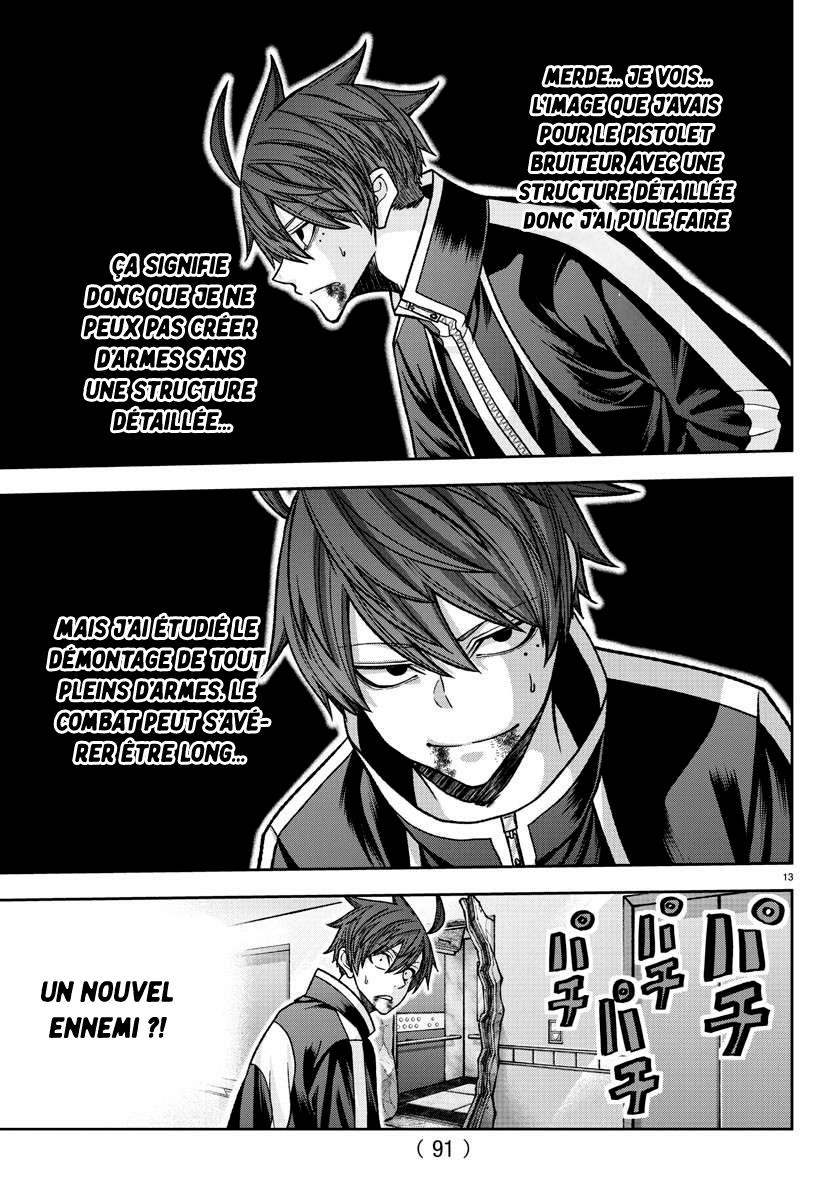 MERDE... JE VOIS...
L'IMAGE QUE J'AVAIS
POUR LE PISTOLET
BRUITEUR AVEC UNE
STRUCTURE DÉTAILLÉE
DONC J'AI PU LE FAIRE
ÇA SIGNIFIE
DONC QUE JE NE
PEUX PAS CRÉER
D'ARMES SANS
UNE STRUCTURE
DÉTAILLÉE...
MAIS J'AI ÉTUDIÉ LE
DÉMONTAGE DE TOUT
PLEINS D'ARMES. LE
COMBAT PEUT S'AVÉ-
RER ÊTRE LONG...
13
パチ
パチ
パチ
パチ
UN NOUVEL
ENNEMI ?!
( 91 )